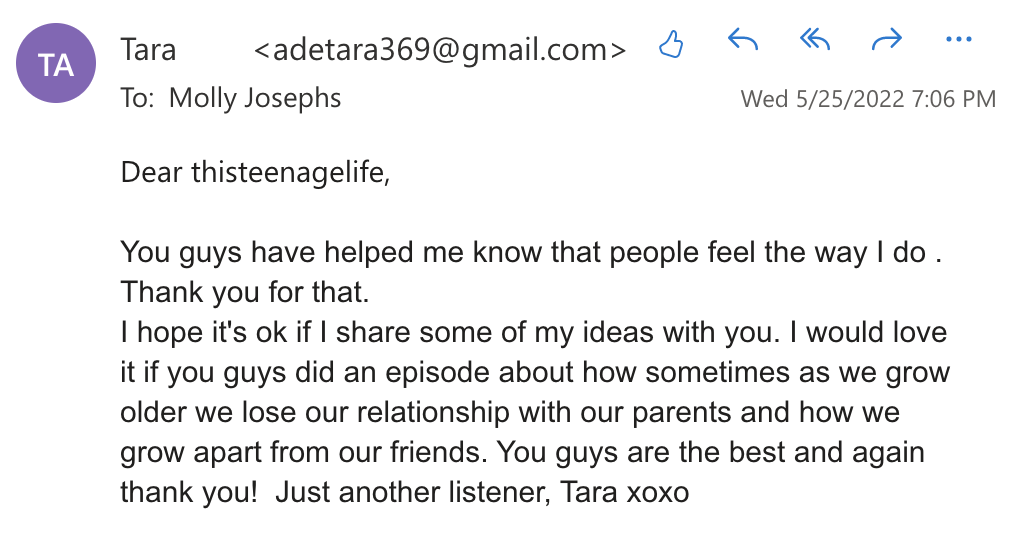 TA
Tara <adetara369@gmail.com>
To: Molly Josephs
Wed 5/25/2022 7:06 PM
Dear thisteenagelife,
You guys have helped me know that people feel the way I do .
Thank you for that.
I hope it's ok if I share some of my ideas with you. I would love
it if you guys did an episode about how sometimes as we grow
older we lose our relationship with our parents and how we
grow apart from our friends. You guys are the best and again
thank you!  Just another listener, Tara xoxo